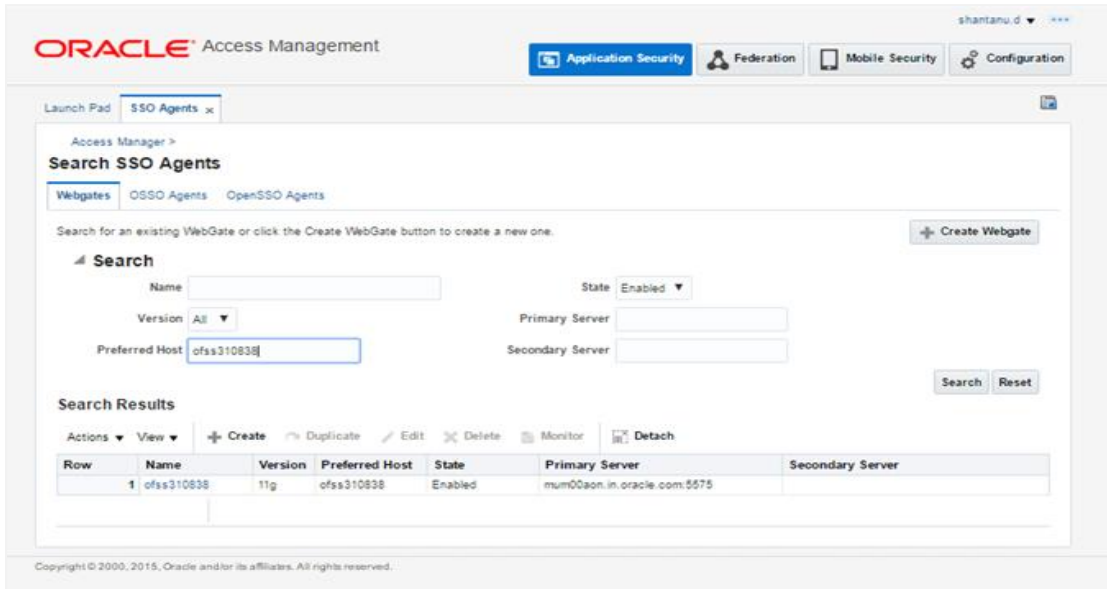 shantanu.d
ORACLE Access Management
Application Security Federation Mobile Security Configuration
Launch Pad SSO Agents x
Access Manager >
Search SSO Agents
Webgates OSSO Agents OpenSSO Agents
Search for an existing WebGate or click the Create WebGate button to create a new one. Create Webgate
Search
Name State Enabled
Version All Primary Server
Preferred Host ofss310838 Secondary Server
Search Reset
Search Results
Actions View Create Duplicate Edit Delete Monitor Detach
Row Name Version Preferred Host State Primary Server Secondary Server
1 ofss310838 11g ofss310838 Enabled mum00aon.in.oracle.com:5575
Copyright © 2000, 2015, Oracle and/or its affiliates. All rights reserved.